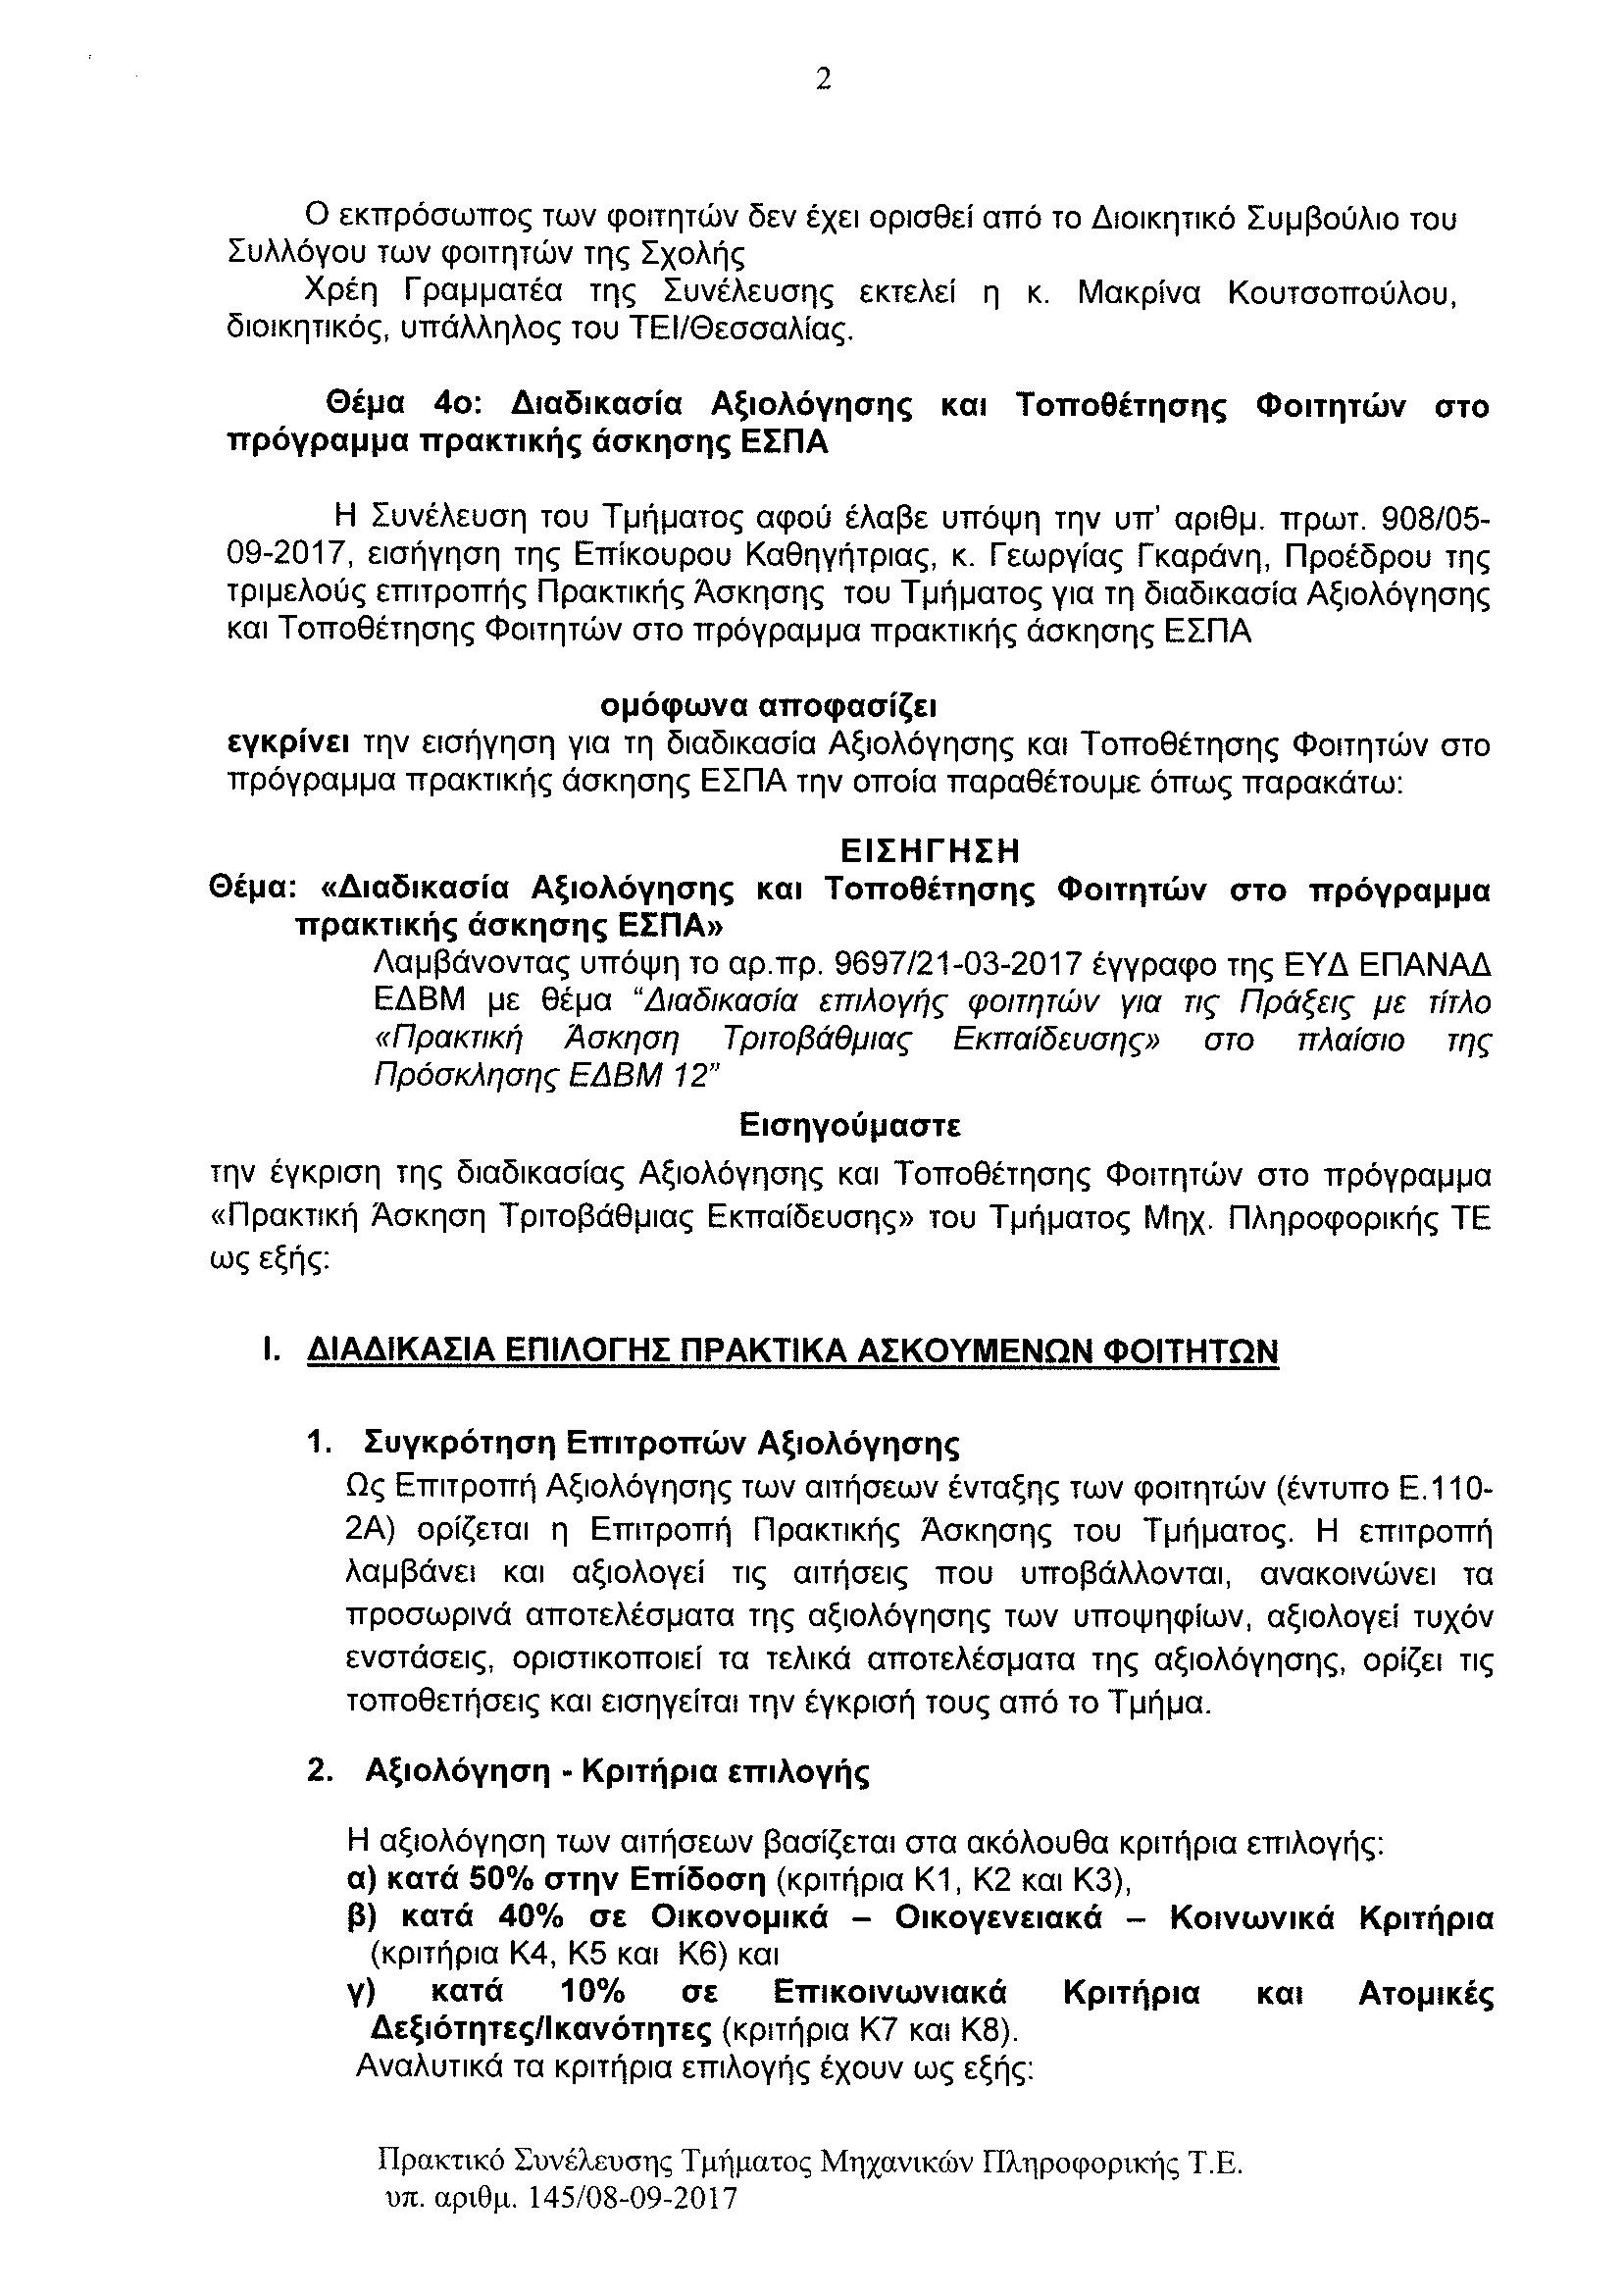 2
Ο εκπρόσωπος των φοιτητών δεν έχει ορισθεί από το Διοικητικό Συμβούλιο του
Συλλόγου των φοιτητών της Σχολής
Χρέη Γραμματέα της Συνέλευσης εκτελεί η κ. Μακρίνα Κουτσοπούλου,
διοικητικός, υπάλληλος του ΤΕΙ/Θεσσαλίας.
Θέμα 4ο: Διαδικασία Αξιολόγησης και Τοποθέτησης Φοιτητών στο
πρόγραμμα πρακτικής άσκησης ΕΣΠΑ
Η Συνέλευση του Τμήματος αφού έλαβε υπόψη την υπ’ αριθμ. πρωτ. 908/05-
09-2017, εισήγηση της Επίκουρου Καθηγήτριας, κ. Γεωργίας Γκαράνη, Προέδρου της
τριμελούς επιτροπής Πρακτικής Άσκησης του Τμήματος για τη διαδικασία Αξιολόγησης
και Τοποθέτησης Φοιτητών στο πρόγραμμα πρακτικής άσκησης ΕΣΠΑ
ομόφωνα αποφασίζει
εγκρίνει την εισήγηση για τη διαδικασία Αξιολόγησης και Τοποθέτησης Φοιτητών στο
πρόγραμμα πρακτικής άσκησης ΕΣΠΑ την οποία παραθέτουμε όπως παρακάτω:
ΕΙΣΗΓΗΣΗ
Θέμα: «Διαδικασία Αξιολόγησης και Τοποθέτησης Φοιτητών στο πρόγραμμα
πρακτικής άσκησης ΕΣΠΑ»
Λαμβάνοντας υπόψη το αρ.πρ. 9697/21-03-2017 έγγραφο της ΕΥΔ ΕΠΑΝΑΔ
ΕΔΒΜ με θέμα “Διαδικασία επιλογής φοιτητών για τις Πράξεις με τίτλο
«Πρακτική Άσκηση Τριτοβάθμιας Εκπαίδευσης» στο πλαίσιο της
Πρόσκλησης ΕΔΒΜ 12”
Εισηγούμαστε
την έγκριση της διαδικασίας Αξιολόγησης και Τοποθέτησης Φοιτητών στο πρόγραμμα
«Πρακτική Άσκηση Τριτοβάθμιας Εκπαίδευσης» του Τμήματος Μηχ. Πληροφορικής ΤΕ
ως εξής:
I. ΔΙΑΔΙΚΑΣΙΑ ΕΠΙΛΟΓΗΣ ΠΡΑΚΤΙΚΑ ΑΣΚΟΥΜΕΝΩΝ ΦΟΙΤΗΤΩΝ
1. Συγκρότηση Επιτροπών Αξιολόγησης
Ως Επιτροπή Αξιολόγησης των αιτήσεων ένταξης των φοιτητών (έντυπο Ε.110-
2Α) ορίζεται η Επιτροπή Πρακτικής Άσκησης του Τμήματος. Η επιτροπή
λαμβάνει και αξιολογεί τις αιτήσεις που υποβάλλονται, ανακοινώνει τα
προσωρινά αποτελέσματα της αξιολόγησης των υποψηφίων, αξιολογεί τυχόν
ενστάσεις, οριστικοποιεί τα τελικά αποτελέσματα της αξιολόγησης, ορίζει τις
τοποθετήσεις και εισηγείται την έγκρισή τους από το Τμήμα.
2. Αξιολόγηση - Κριτήρια επιλογής
Η αξιολόγηση των αιτήσεων βασίζεται στα ακόλουθα κριτήρια επιλογής:
α) κατά 50% στην Επίδοση (κριτήρια Κ1, Κ2 και Κ3),
β) κατά 40% σε Οικονομικά – Οικογενειακά – Κοινωνικά Κριτήρια
(κριτήρια Κ4, Κ5 και Κ6) και
γ) κατά 10% σε Επικοινωνιακά Κριτήρια και Ατομικές
Δεξιότητες/Ικανότητες (κριτήρια Κ7 και Κ8).
Αναλυτικά τα κριτήρια επιλογής έχουν ως εξής:
Πρακτικό Συνέλευσης Τμήματος Μηχανικών Πληροφορικής Τ.Ε.
υπ. αριθμ. 145/08-09-2017